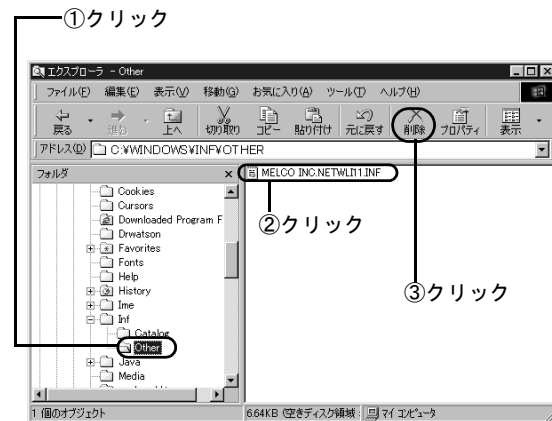 ①クリック
エクスプローラ - Other
ファイル(F) 編集(E) 表示(V) 移動(G) お気に入り(A) ツール(T) ヘルプ(H)
戻る 進む 上へ 切り取り コピー 貼り付け 元に戻す 削除 プロパティ 表示
アドレス(D) C:¥WINDOWS¥INF¥OTHER
フォルダ
MELCO INC.NETWLI11.INF
Cookies
Cursors
Downloaded Program F
Drwatson
Favorites
Fonts
Help
History
Ime
Inf
Catalog
Other
Java
Media
②クリック
③クリック
1 個のオブジェクト 6.64KB (空きディスク領域: マイ コンピュータ